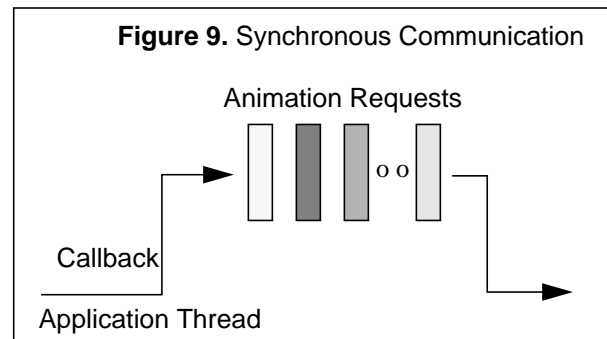 Figure 9. Synchronous Communication
Animation Requests
o o
Callback
Application Thread